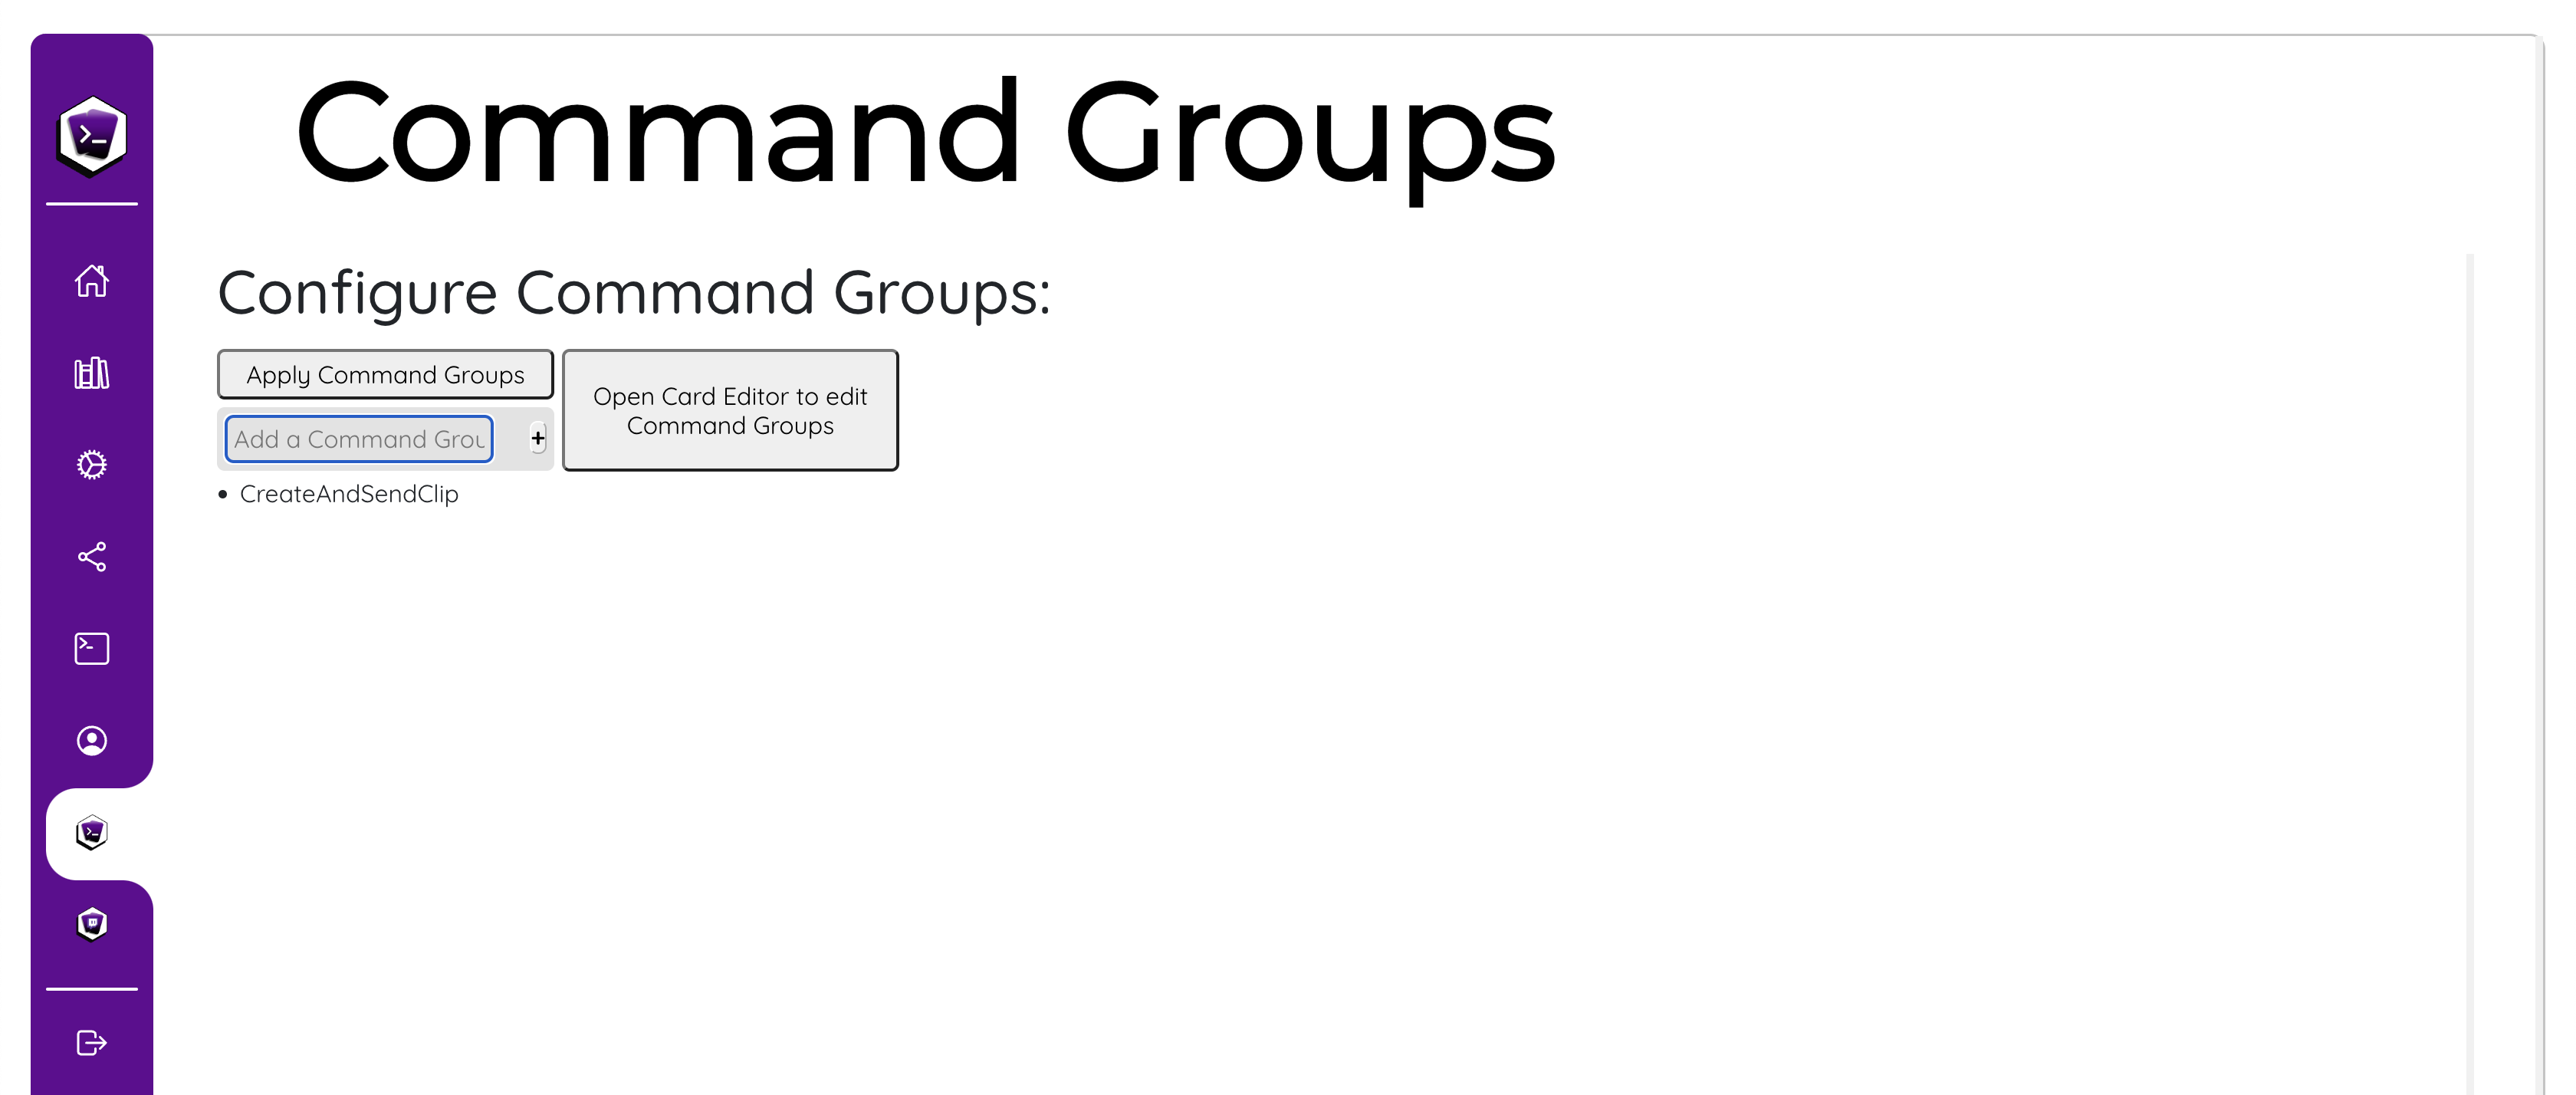 Command Groups
Configure Command Groups:
Apply Command Groups
Open Card Editor to edit
Command Groups
Add a Command Grou
+
CreateAndSendClip